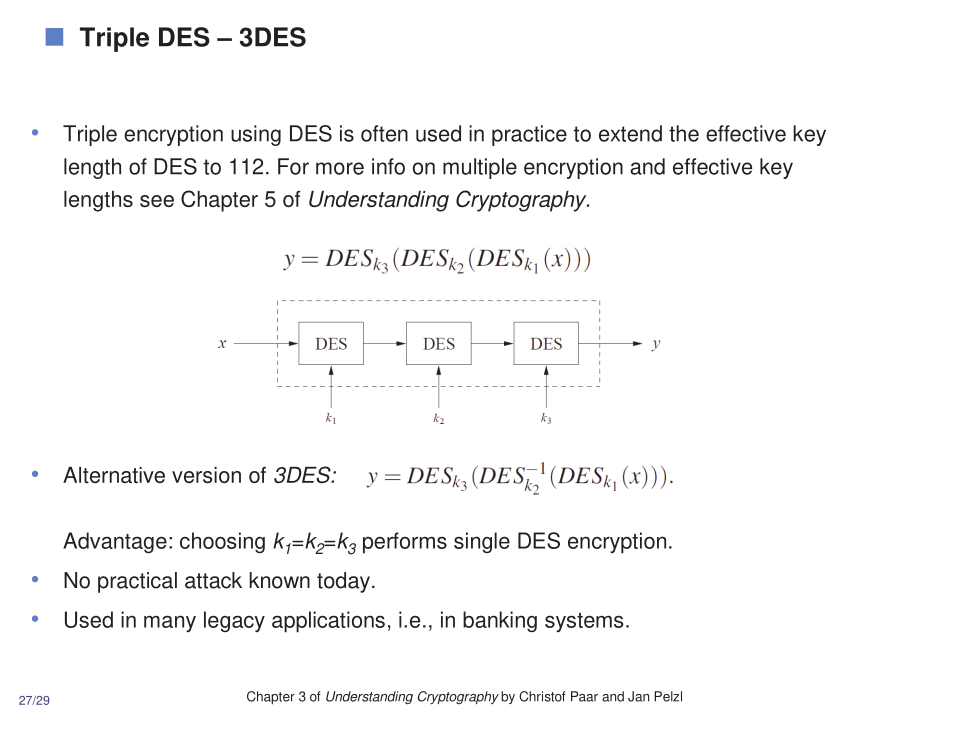 Triple DES – 3DES
• Triple encryption using DES is often used in practice to extend the effective key
length of DES to 112. For more info on multiple encryption and effective key
lengths see Chapter 5 of Understanding Cryptography.
y = DES_{k_3}(DES_{k_2}(DES_{k_1}(x)))
x DES DES DES y
k_1 k_2 k_3
• Alternative version of 3DES: y = DES_{k_3}(DES^{-1}_{k_2}(DES_{k_1}(x))).
Advantage: choosing k_1=k_2=k_3 performs single DES encryption.
• No practical attack known today.
• Used in many legacy applications, i.e., in banking systems.
27/29 Chapter 3 of Understanding Cryptography by Christof Paar and Jan Pelzl